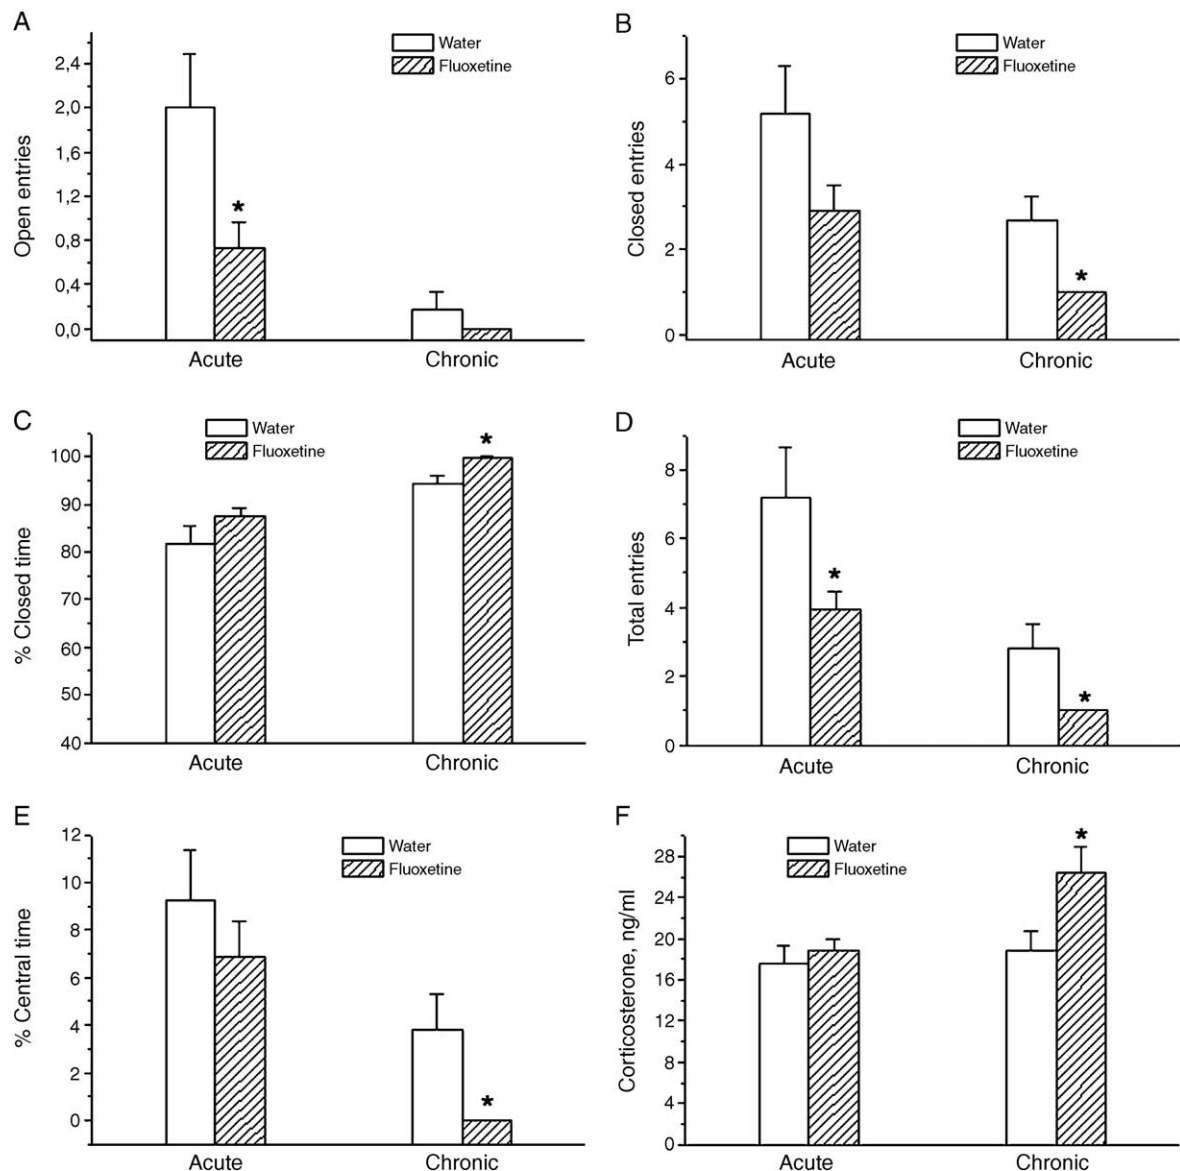 A
Water
Fluoxetine
2,4
2,0
1,6
1,2
0,8
0,4
0,0
Open entries
*
Acute
Chronic
B
Water
Fluoxetine
6
4
2
0
Closed entries
*
Acute
Chronic
C
Water
Fluoxetine
100
90
80
70
60
50
40
% Closed time
*
Acute
Chronic
D
Water
Fluoxetine
8
6
4
2
0
Total entries
*
*
Acute
Chronic
E
Water
Fluoxetine
12
10
8
6
4
2
0
% Central time
*
Acute
Chronic
F
Water
Fluoxetine
28
24
20
16
12
8
4
0
Corticosterone, ng/ml
*
Acute
Chronic